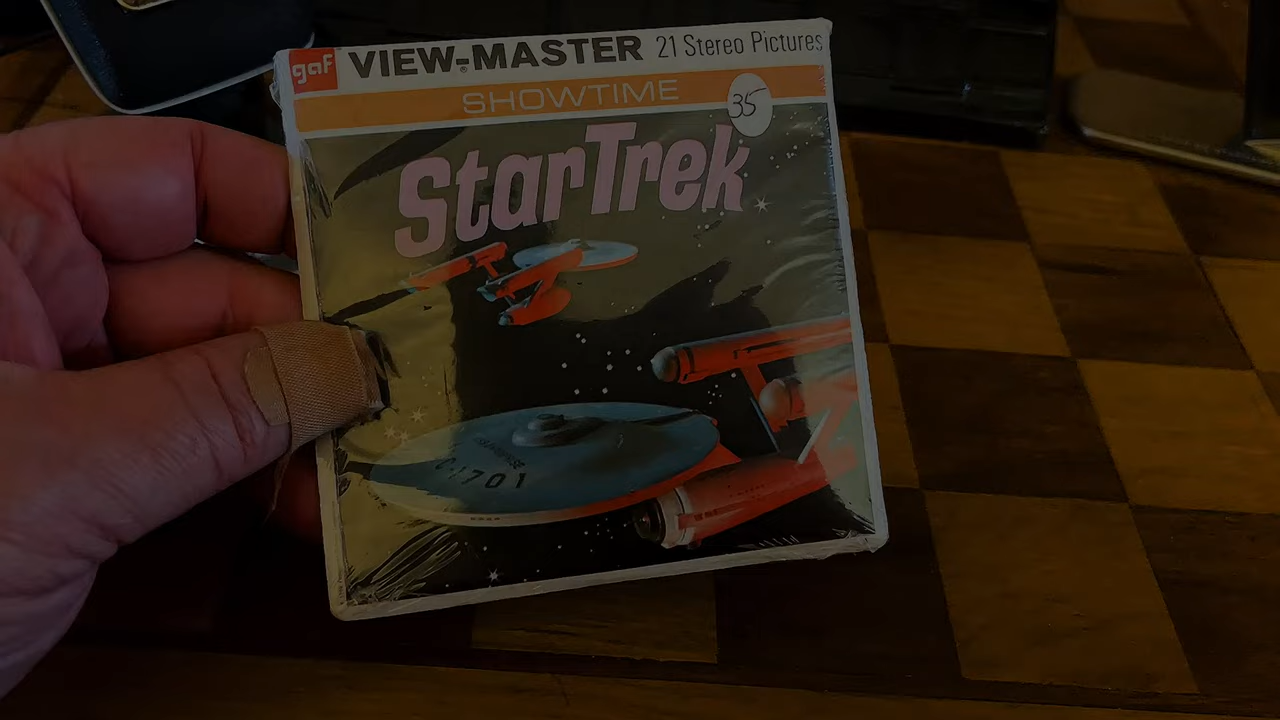 gaf VIEW-MASTER® 21 Stereo Pictures
SHOWTIME
35
StarTrek
C-1701